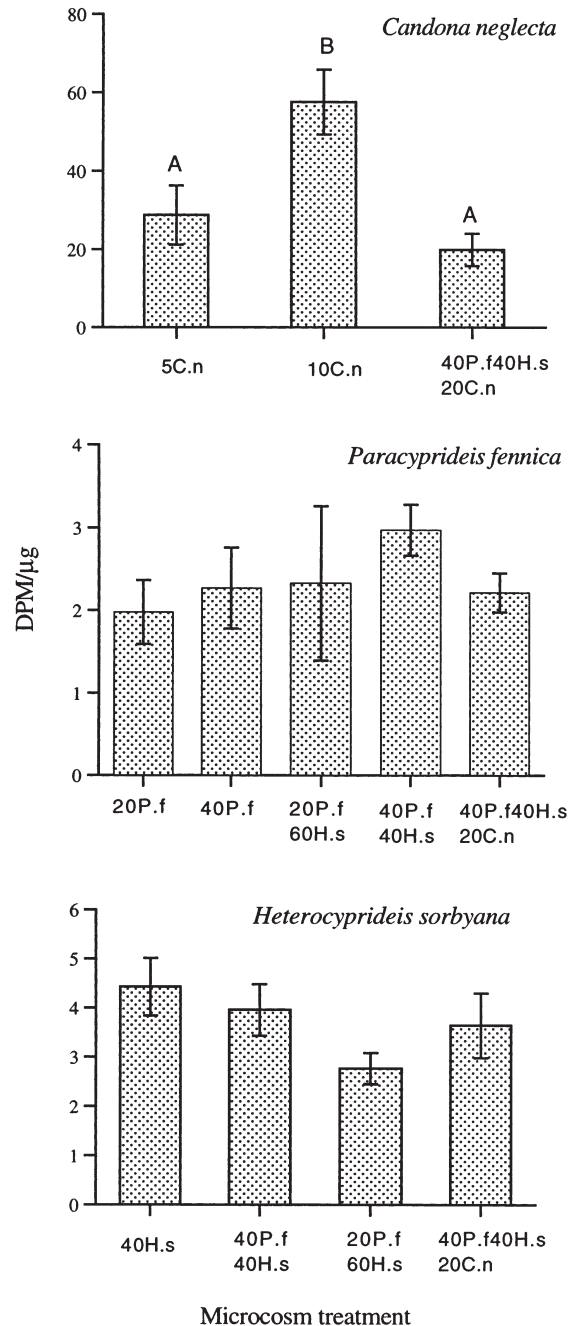 Candona neglecta
80
60
40
20
0
A
B
A
5C.n
10C.n
40P.f40H.s
20C.n
Paracyprideis fennica
DPM/µg
4
3
2
1
0
20P.f
40P.f
20P.f
60H.s
40P.f
40H.s
40P.f40H.s
20C.n
Heterocyprideis sorbyana
6
5
4
3
2
1
0
40H.s
40P.f
40H.s
20P.f
60H.s
40P.f40H.s
20C.n
Microcosm treatment